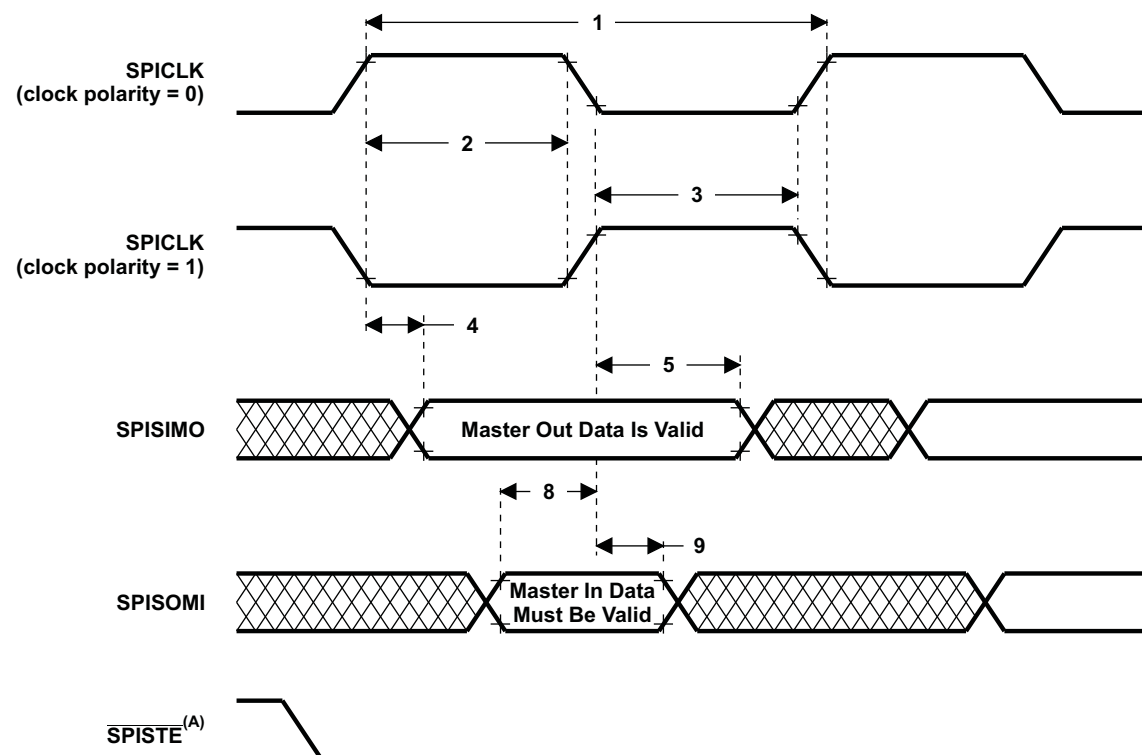 1
SPICLK
(clock polarity = 0)
2
3
SPICLK
(clock polarity = 1)
4
5
SPISIMO
Master Out Data Is Valid
8
9
SPISOMI
Master In Data
Must Be Valid
SPISTE(A)